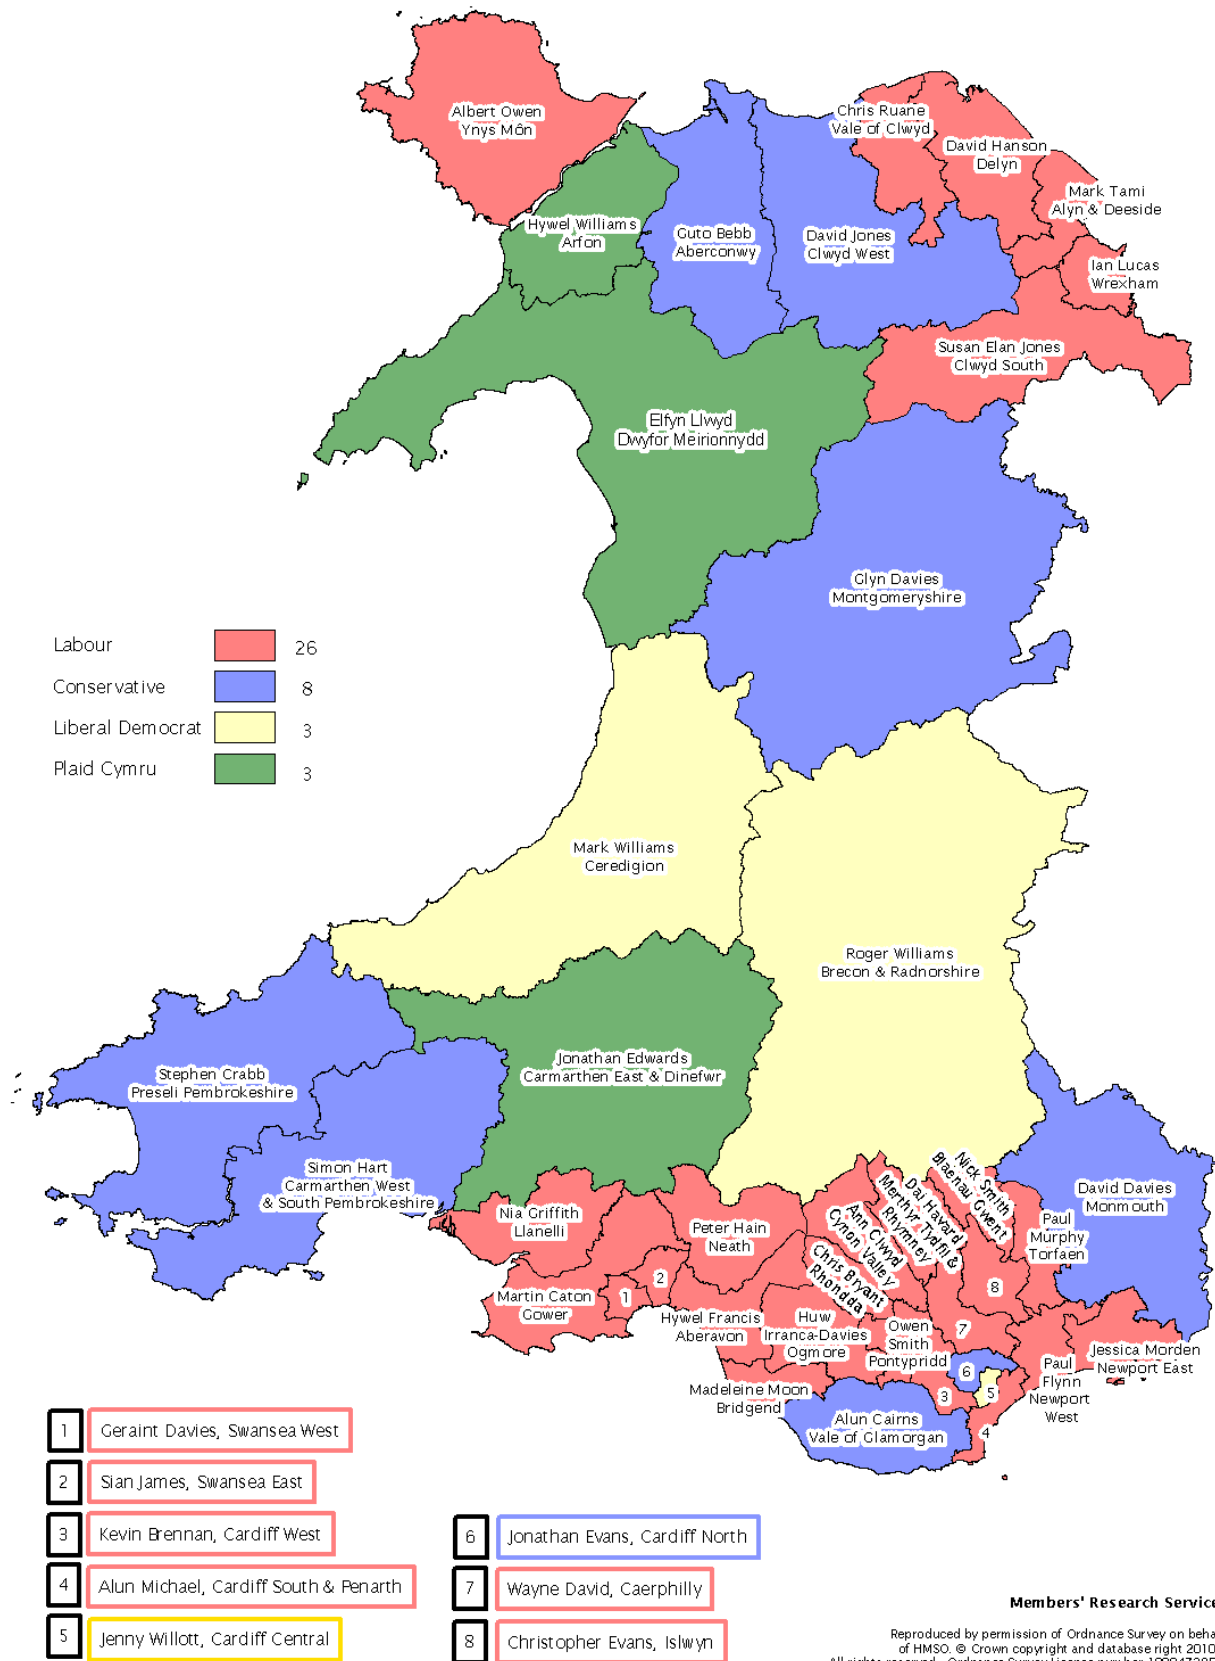 Albert Owen
Ynys Môn
Chris Ruane
Vale of Clwyd
David Hanson
Delyn
Mark Tami
Alyn & Deeside
Hywel Williams
Arfon
Guto Bebb
Aberconwy
David Jones
Clwyd West
Ian Lucas
Wrexham
Susan Elan Jones
Clwyd South
Elfyn Llwyd
Dwyfor Meirionnydd
Glyn Davies
Montgomeryshire
Labour 26
Conservative 8
Liberal Democrat 3
Plaid Cymru 3
Mark Williams
Ceredigion
Roger Williams
Brecon & Radnorshire
Jonathan Edwards
Carmarthen East & Dinefwr
Stephen Crabb
Preseli Pembrokeshire
Simon Hart
Carmarthen West
& South Pembrokeshire
Nia Griffith
Llanelli
Peter Hain
Neath
Ann Clwyd
Cynon Valley
Dai Havard
Merthyr Tydfil &
Rhymney
Nick Smith
Blaenau Gwent
Paul
Murphy
Torfaen
David Davies
Monmouth
Chris Bryant
Rhondda
Martin Caton
Gower
1
2
8
Hywel Francis
Aberavon
Huw
Irranca-Davies
Ogmore
Owen
Smith
Pontypridd
7
6
5
3
4
Paul
Flynn
Newport
West
Jessica Morden
Newport East
Madeleine Moon
Bridgend
Alun Cairns
Vale of Glamorgan
1 Geraint Davies, Swansea West
2 Sian James, Swansea East
3 Kevin Brennan, Cardiff West
4 Alun Michael, Cardiff South & Penarth
5 Jenny Willott, Cardiff Central
6 Jonathan Evans, Cardiff North
7 Wayne David, Caerphilly
8 Christopher Evans, Islwyn
Members' Research Service
Reproduced by permission of Ordnance Survey on beha
of HMSO. © Crown copyright and database right 2010
All rights reserved. Ordnance Survey License number